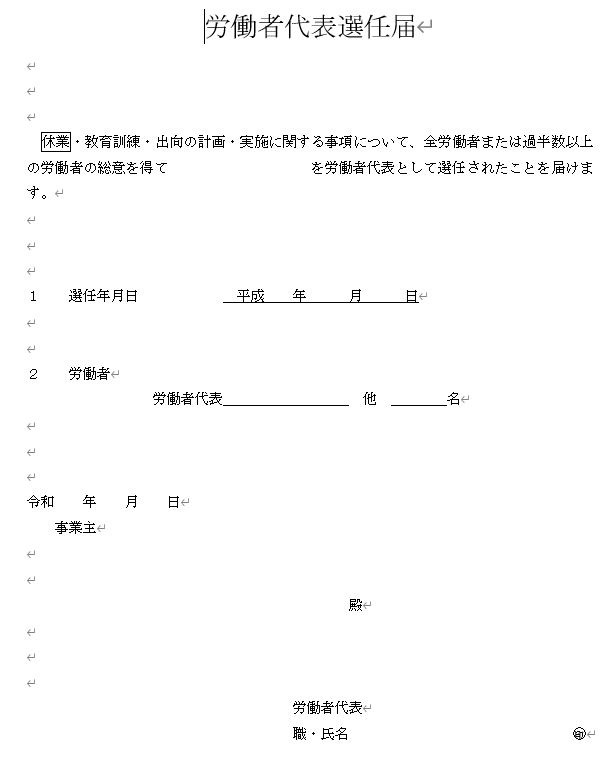 労働者代表選任届
休業・教育訓練・出向の計画・実施に関する事項について、全労働者または過半数以上
の労働者の総意を得て　　　　　　　　　　を労働者代表として選任されたことを届けま
す。
１　　選任年月日　　　　　　　平成　　年　　　月　　　日
２　　労働者
労働者代表　　　　　　　　　他　　　　　名
令和　　年　　月　　日
事業主
殿
労働者代表
職・氏名　　　　　　　　　　　　　　　　㊞